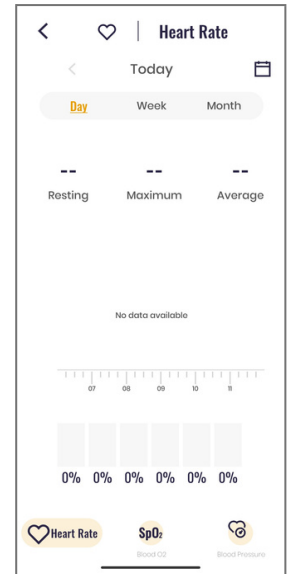 Heart Rate
Today
Day Week Month
-- -- --
Resting Maximum Average
No data available
07 08 09 10 11
0% 0% 0% 0% 0% 0%
Heart Rate SpO₂
Blood O2 Blood Pressure